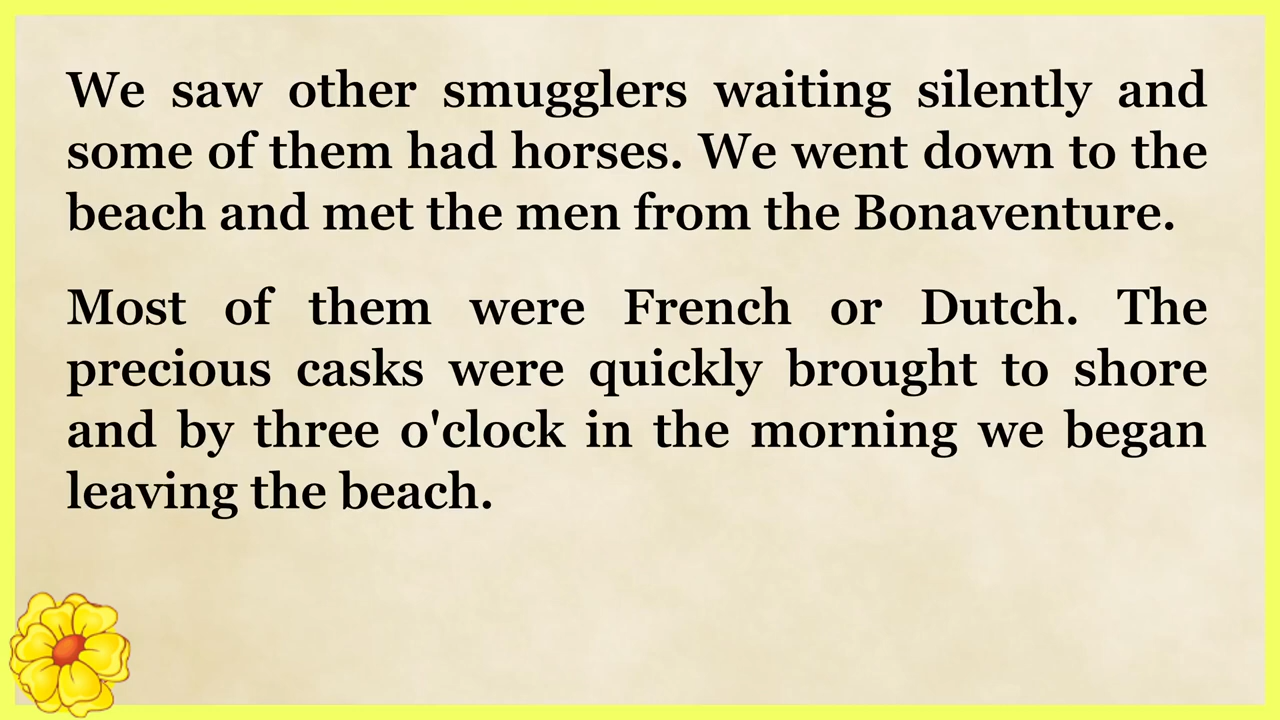 We saw other smugglers waiting silently and
some of them had horses. We went down to the
beach and met the men from the Bonaventure.
Most of them were French or Dutch. The
precious casks were quickly brought to shore
and by three o'clock in the morning we began
leaving the beach.